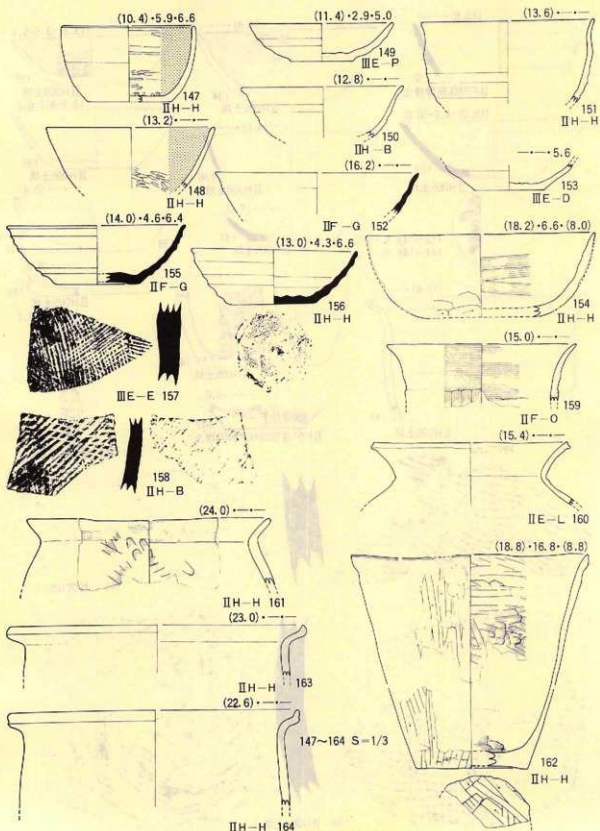 (10.4)・5.9・6.6
147
ⅡH-H
(11.4)・2.9・5.0
149
ⅢE-P
(13.6)・―・―
151
ⅡH-H
(12.8)・―・―
150
ⅡH-B
(13.2)・―・―
148
ⅡH-H
―・―・5.6
153
ⅢE-D
(16.2)・―・―
ⅡF-G 152
(14.0)・4.6・6.4
155
ⅡF-G
(13.0)・4.3・6.6
156
ⅡH-H
(18.2)・6.6・(8.0)
154
ⅡH-H
ⅢE-E 157
(15.0)・―・―
159
ⅡF-O
158
ⅡH-B
(15.4)・―・―
ⅡE-L 160
(24.0)・―・―
ⅡH-H 161
(18.8)・16.8・(8.8)
162
ⅡH-H
(23.0)・―・―
ⅡH-H 163
(22.6)・―・―
ⅡH-H 164
147~164 S=1/3